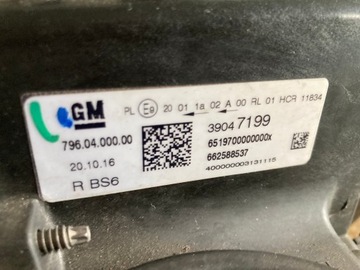 GM PL E9 20 01 1a 02 A 00 RL 01 HCR 11834
796.04.000.00
39047199
20.10.16
6519700000000x
662588537
R BS6
400000003131115